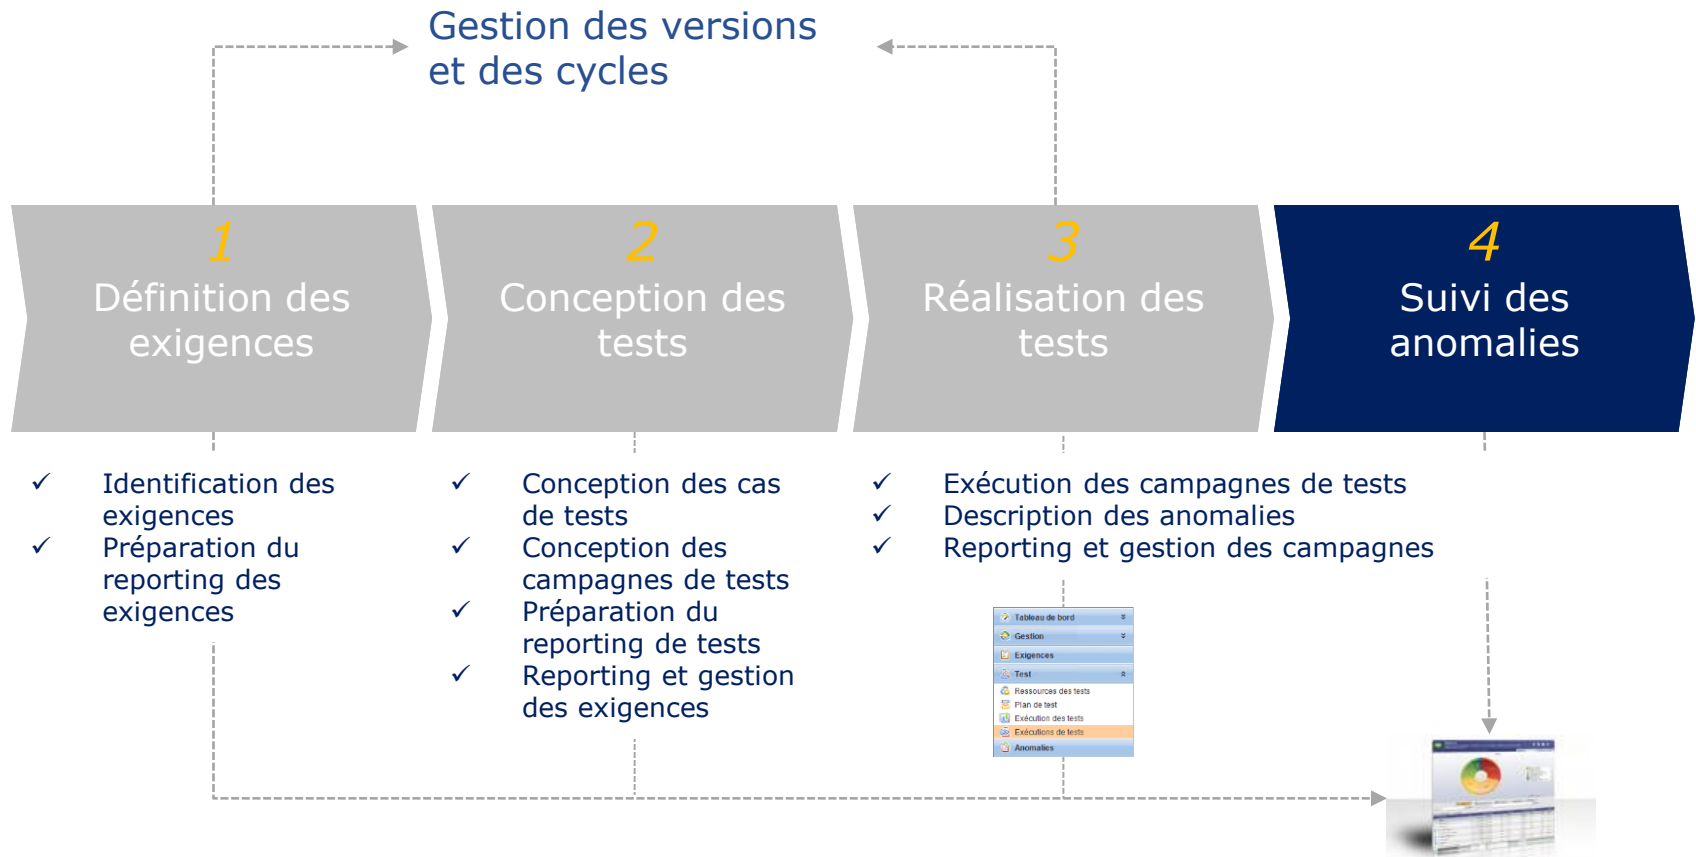 Gestion des versions
et des cycles
1
Définition des
exigences
2
Conception des
tests
3
Réalisation des
tests
4
Suivi des
anomalies
✓ Identification des
exigences
✓ Préparation du
reporting des
exigences
✓ Conception des cas
de tests
✓ Conception des
campagnes de tests
✓ Préparation du
reporting de tests
✓ Reporting et gestion
des exigences
✓ Exécution des campagnes de tests
✓ Description des anomalies
✓ Reporting et gestion des campagnes
Tableau de bord
Gestion
Exigences
Test
Ressources des tests
Plan de test
Exécution des tests
Exécutions de tests
Anomalies